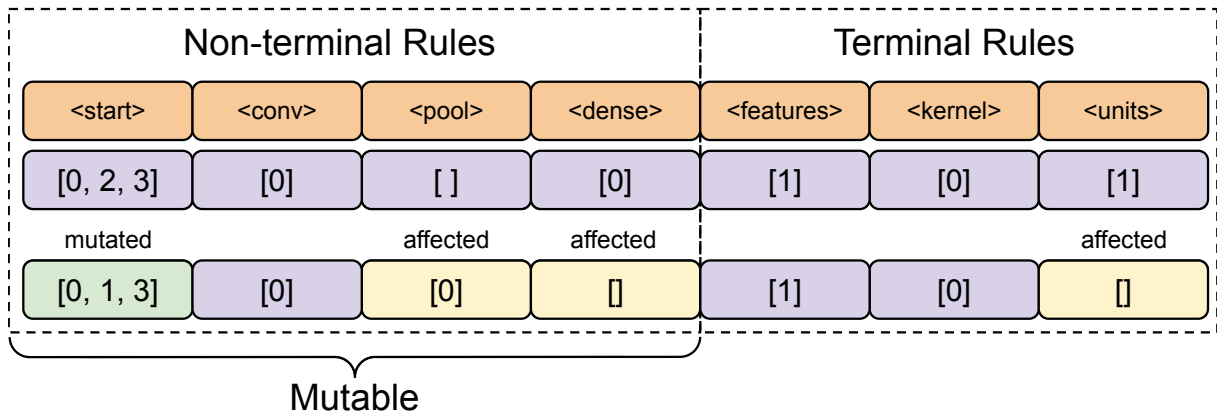 Non-terminal Rules Terminal Rules
<start> <conv> <pool> <dense> <features> <kernel> <units>
[0, 2, 3] [0] [ ] [0] [1] [0] [1]
mutated affected affected affected
[0, 1, 3] [0] [0] [] [1] [0] []
Mutable